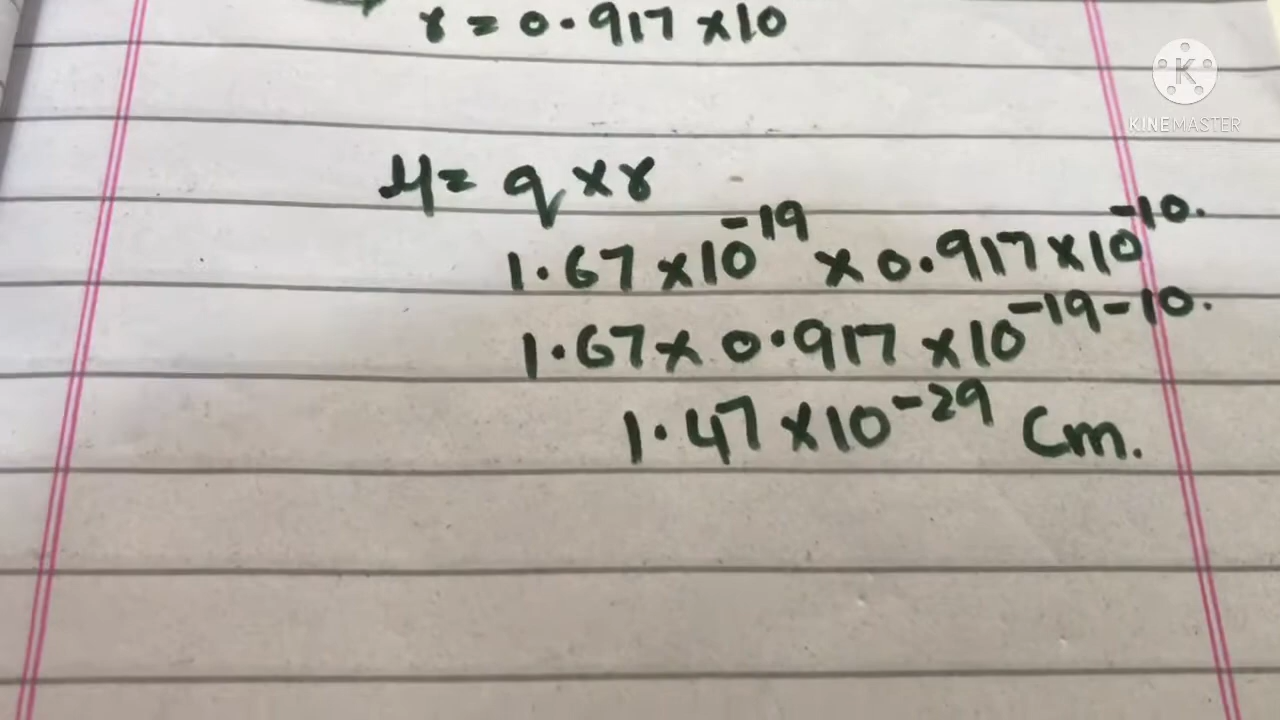 r = 0.917 × 10
K
KINEMASTER
μ = q × r
1.67 × 10⁻¹⁹ × 0.917 × 10⁻¹⁰.
1.67 × 0.917 × 10⁻¹⁹⁻¹⁰.
1.47 × 10⁻²⁹ Cm.